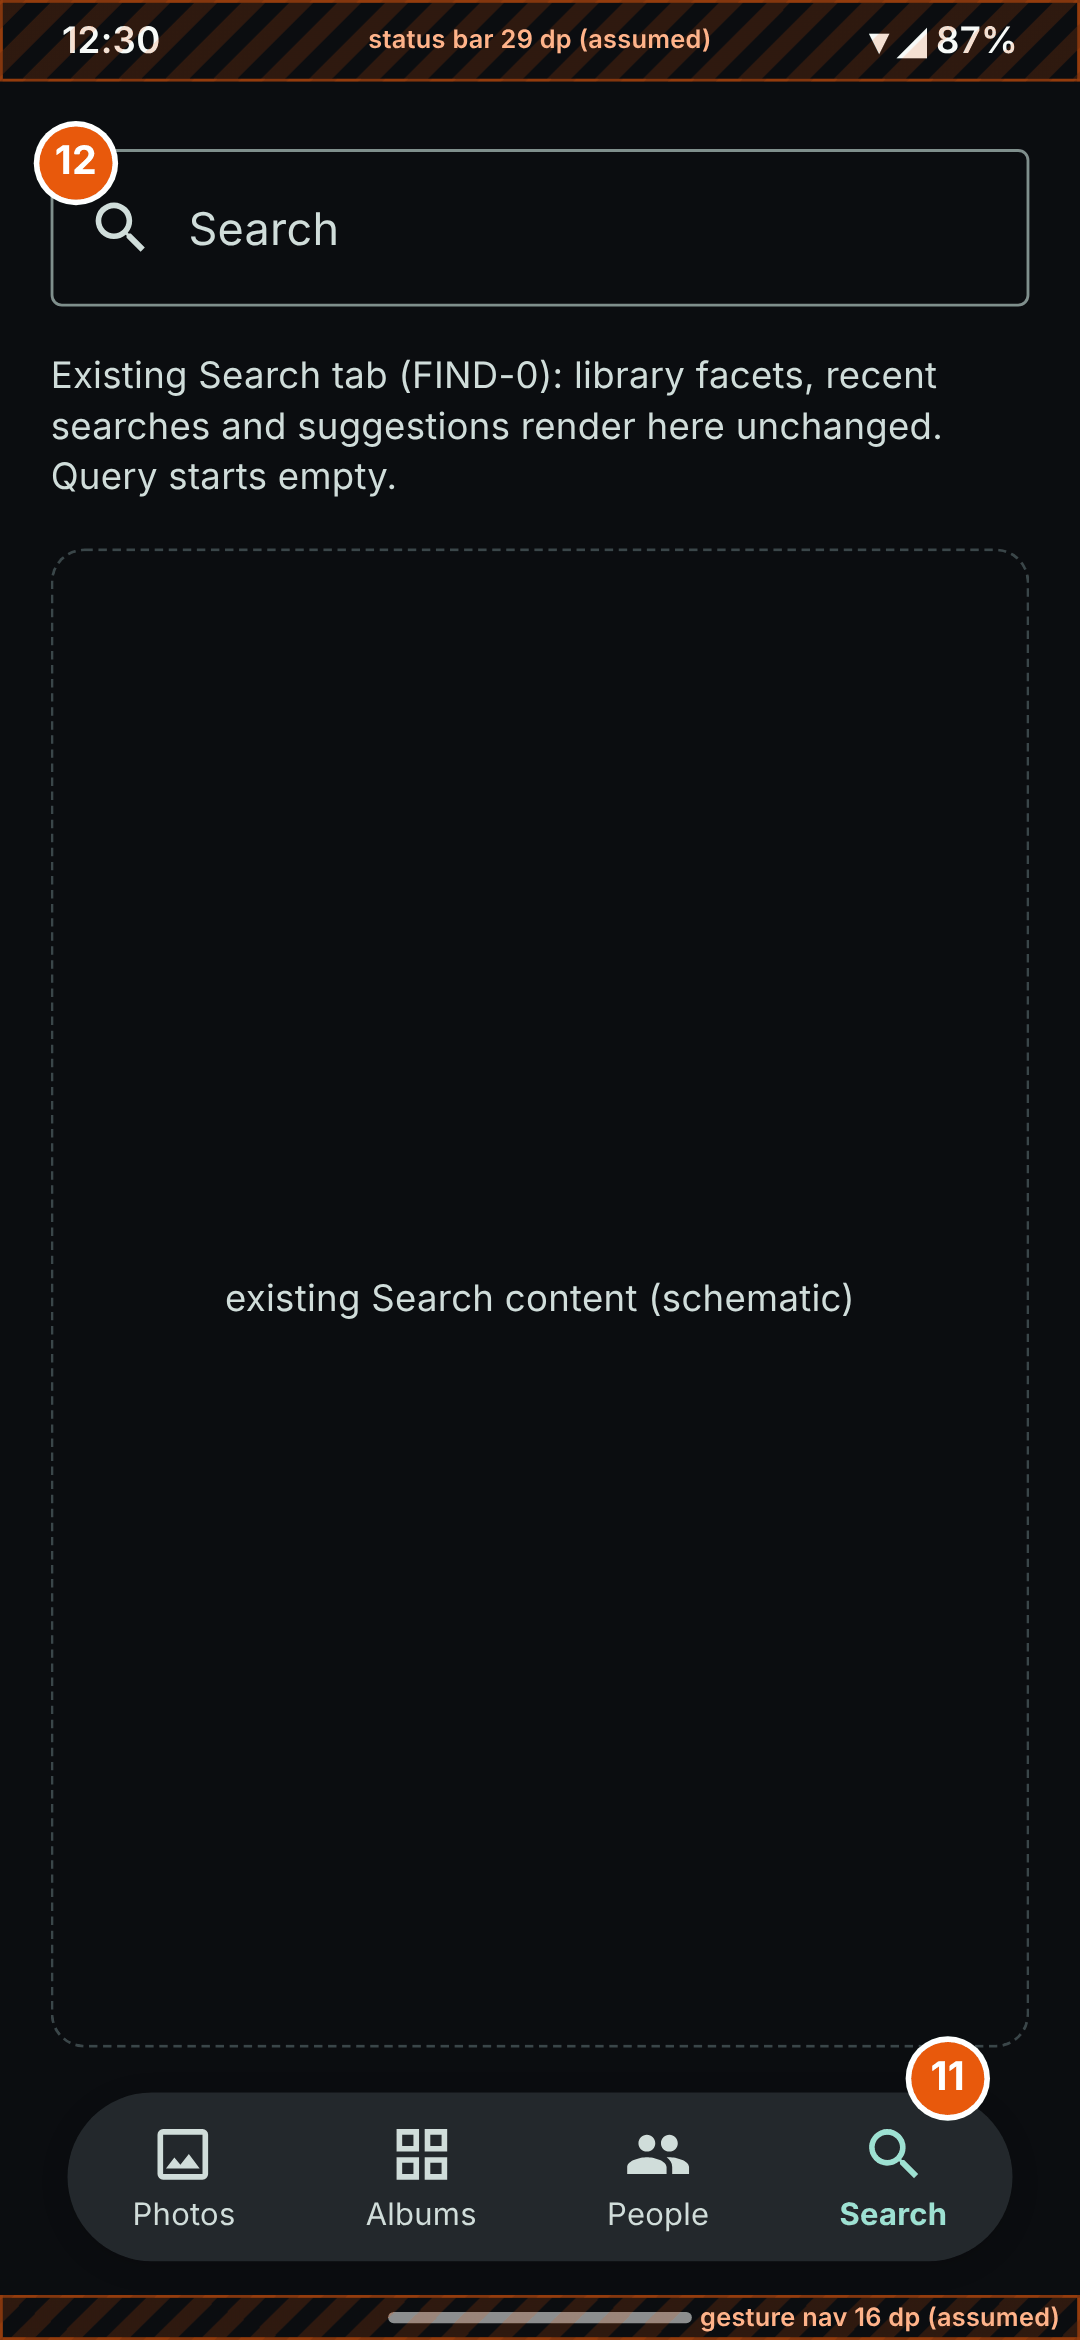 12:30
status bar 29 dp (assumed)
87%
12
Search
Existing Search tab (FIND-0): library facets, recent
searches and suggestions render here unchanged.
Query starts empty.
existing Search content (schematic)
11
Photos
Albums
People
Search
gesture nav 16 dp (assumed)